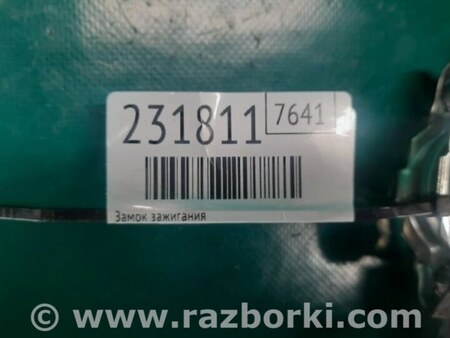 231811 7641
Замок зажигания
© www.razborki.com